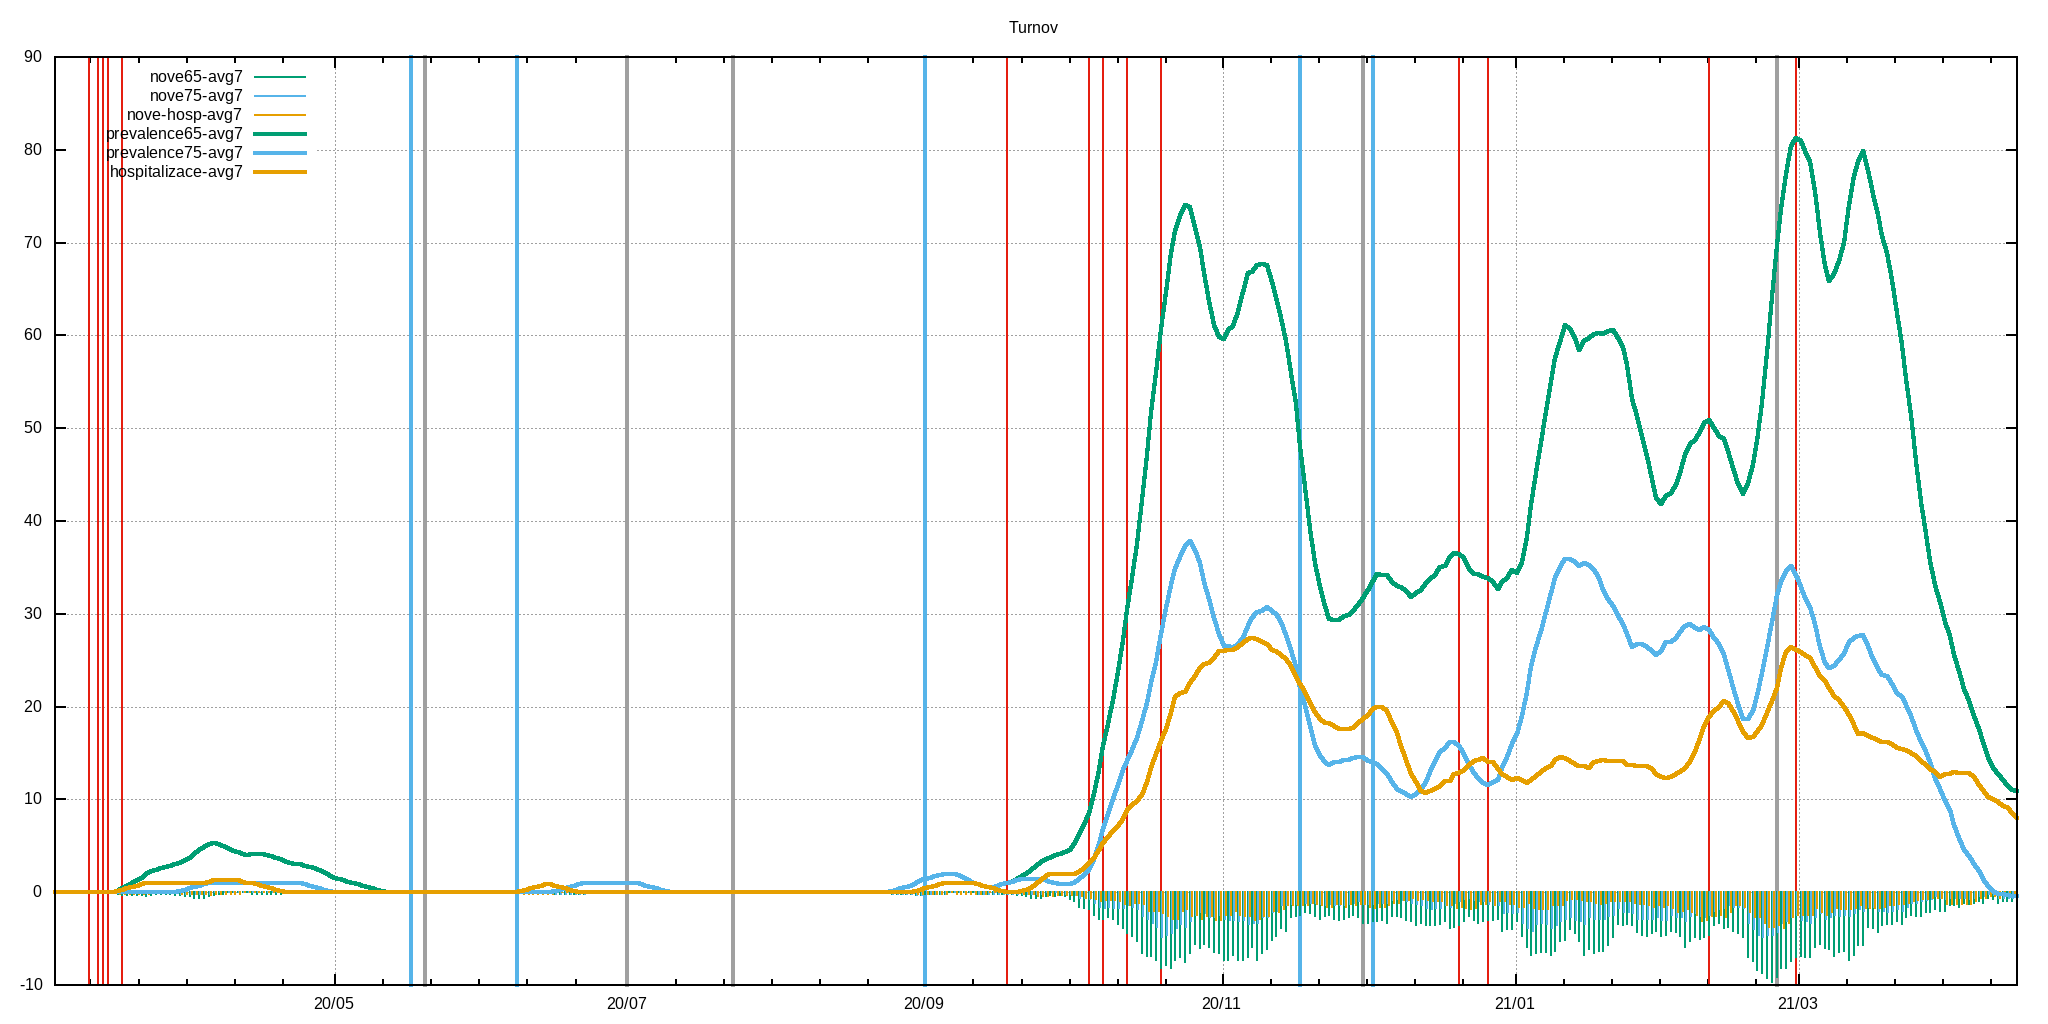 Turnov
nove65-avg7
nove75-avg7
nove-hosp-avg7
prevalence65-avg7
prevalence75-avg7
hospitalizace-avg7
90
80
70
60
50
40
30
20
10
0
-10
20/05 20/07 20/09 20/11 21/01 21/03